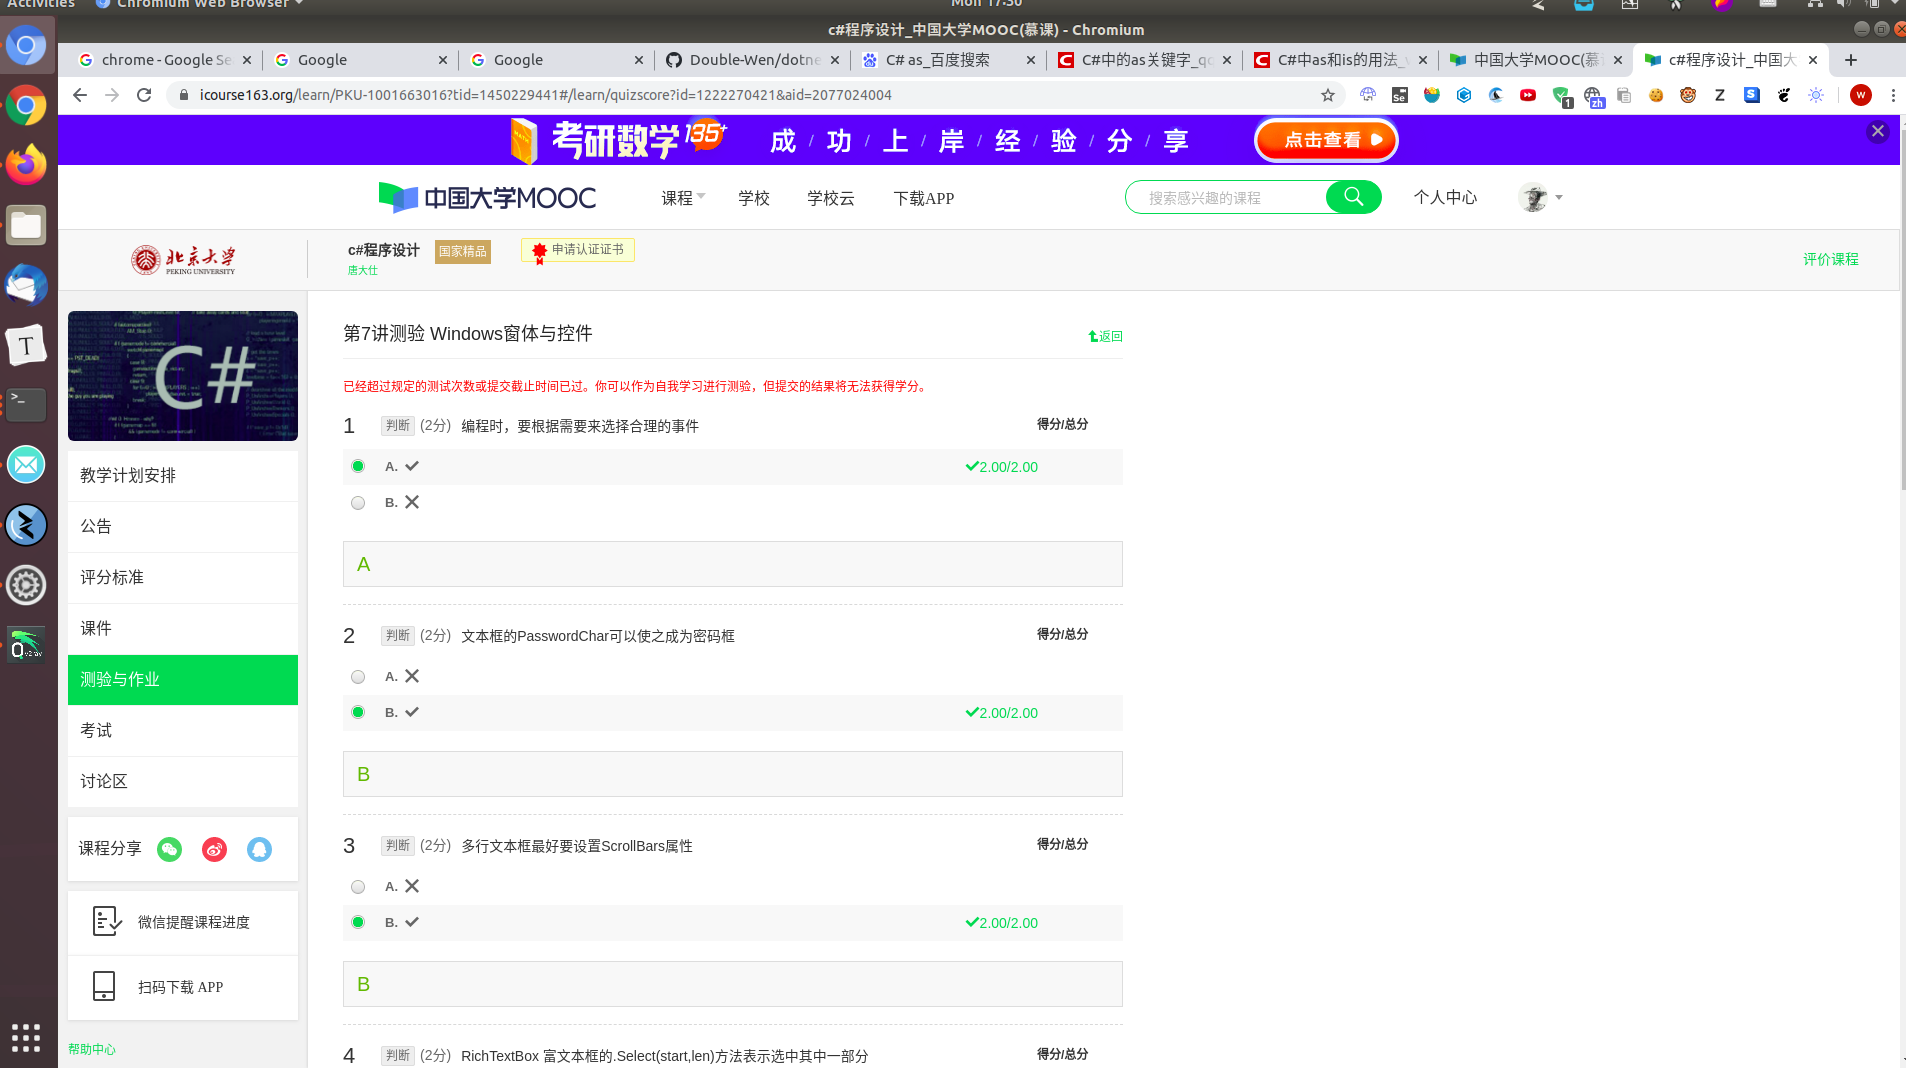 Activities
Chromium Web Browser
Mon 17:30
c#程序设计_中国大学MOOC(慕课) - Chromium
chrome - Google Se
Google
Google
Double-Wen/dotne
C# as_百度搜索
C#中的as关键字_qq
C#中as和is的用法_
中国大学MOOC(慕
c#程序设计_中国大
icourse163.org/learn/PKU-1001663016?tid=1450229441#/learn/quizscore?id=1222270421&aid=2077024004
Se
1
zh
Z
S
W
MATH
考研数学 135+
成 / 功 / 上 / 岸 / 经 / 验 / 分 / 享
点击查看
中国大学MOOC
课程
学校
学校云
下载APP
搜索感兴趣的课程
个人中心
北京大学
PEKING UNIVERSITY
c#程序设计
国家精品
申请认证证书
唐大仕
评价课程
C#
教学计划安排
公告
评分标准
课件
测验与作业
考试
讨论区
课程分享
微信提醒课程进度
扫码下载 APP
帮助中心
第7讲测验 Windows窗体与控件
返回
已经超过规定的测试次数或提交截止时间已过。你可以作为自我学习进行测验，但提交的结果将无法获得学分。
1 判断 (2分) 编程时，要根据需要来选择合理的事件 得分/总分
A. 2.00/2.00
B.
A
2 判断 (2分) 文本框的PasswordChar可以使之成为密码框 得分/总分
A.
B. 2.00/2.00
B
3 判断 (2分) 多行文本框最好要设置ScrollBars属性 得分/总分
A.
B. 2.00/2.00
B
4 判断 (2分) RichTextBox 富文本框的.Select(start,len)方法表示选中其中一部分 得分/总分